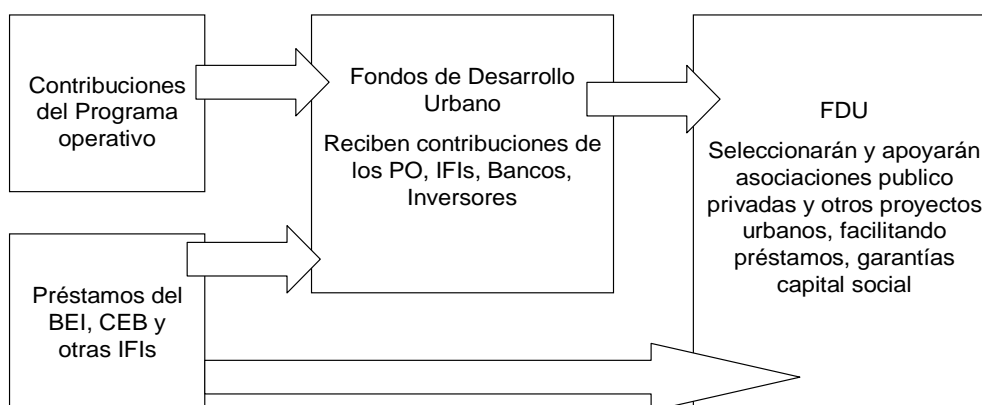 Contribuciones
del Programa
operativo
Préstamos del
BEI, CEB y
otras IFIs
Fondos de Desarrollo
Urbano
Reciben contribuciones de
los PO, IFIs, Bancos,
Inversores
FDU
Seleccionarán y apoyarán
asociaciones publico
privadas y otros proyectos
urbanos, facilitando
préstamos, garantías
capital social